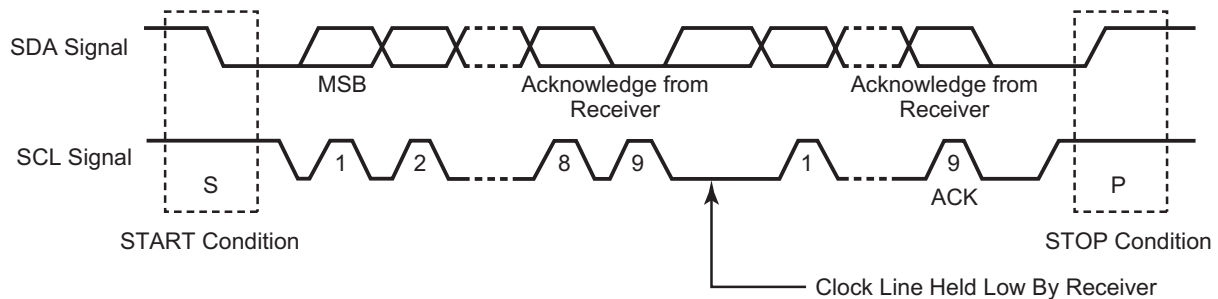 SDA Signal
MSB
Acknowledge from
Receiver
Acknowledge from
Receiver
SCL Signal
1
2
8
9
1
9
S
ACK
P
START Condition
STOP Condition
Clock Line Held Low By Receiver